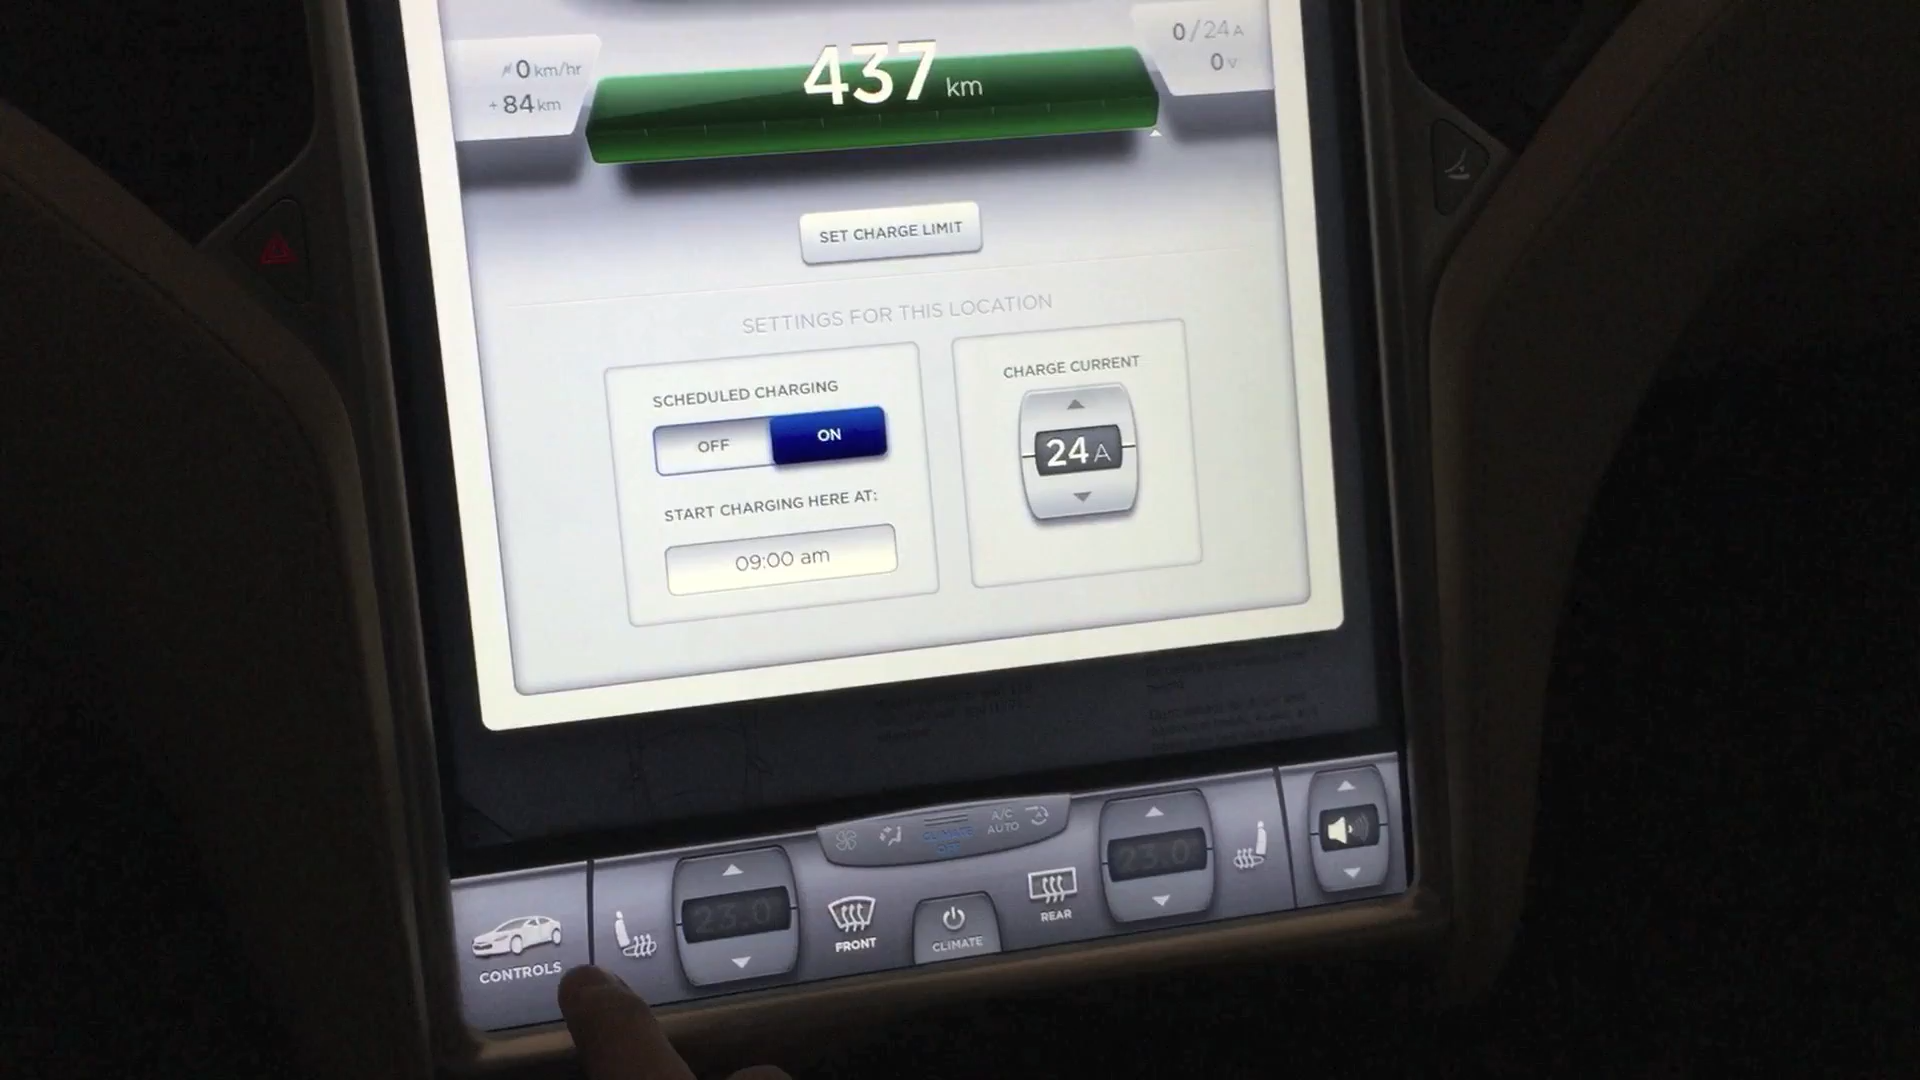 0 km/hr
+ 84 km
437 km
0 / 24 A
0 V
SET CHARGE LIMIT
SETTINGS FOR THIS LOCATION
SCHEDULED CHARGING
OFF ON
START CHARGING HERE AT:
09:00 am
CHARGE CURRENT
24 A
CONTROLS
23.0
FRONT
CLIMATE
OFF
A/C
AUTO
CLIMATE
REAR
23.0